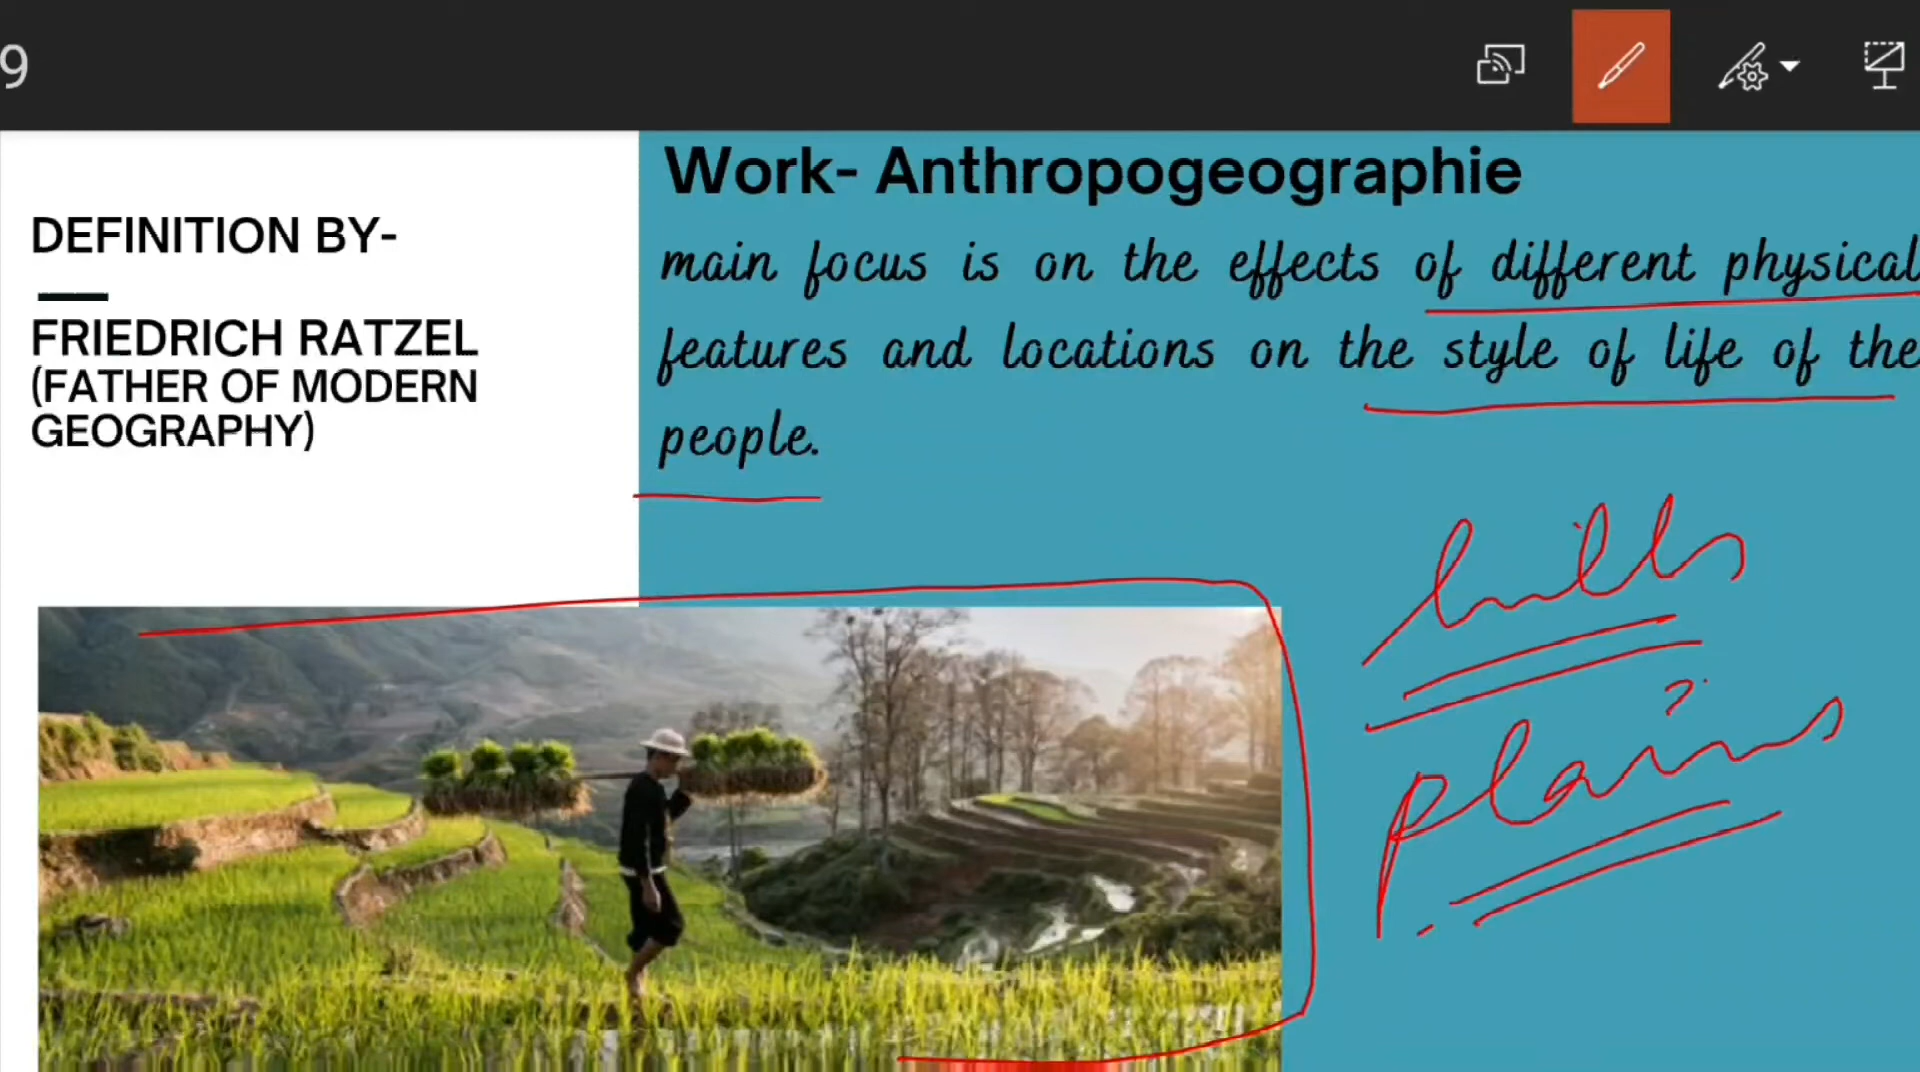 9
DEFINITION BY-
FRIEDRICH RATZEL
(FATHER OF MODERN
GEOGRAPHY)
Work- Anthropogeographie
main focus is on the effects of different physical
features and locations on the style of life of the
people.
hills
plains